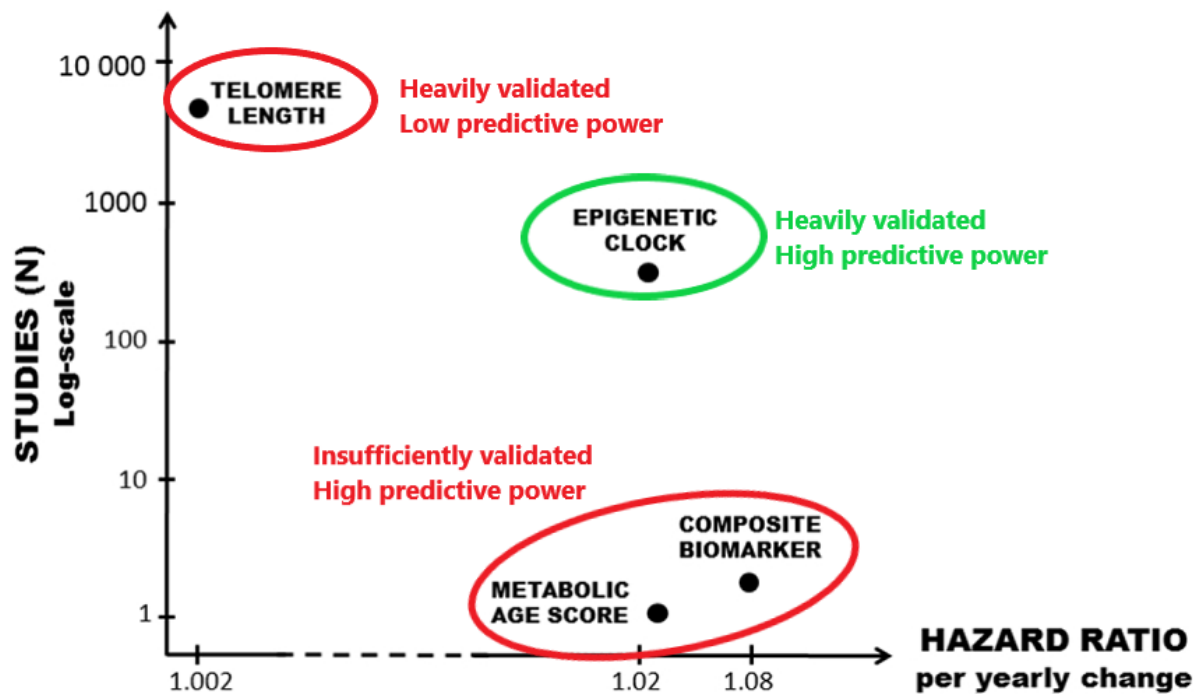 10 000
TELOMERE
LENGTH
Heavily validated
Low predictive power
1000
EPIGENETIC
CLOCK
Heavily validated
High predictive power
STUDIES (N)
Log-scale
100
Insufficiently validated
High predictive power
10
COMPOSITE
BIOMARKER
METABOLIC
AGE SCORE
1
HAZARD RATIO
per yearly change
1.002
1.02
1.08